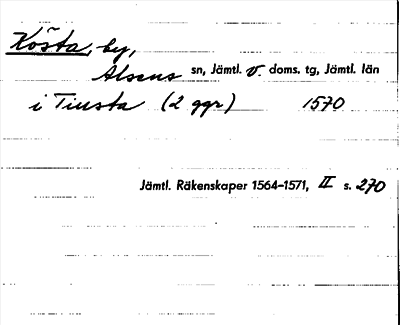 Kösta, by,
Alsens sn, Jämtl. v. doms. tg, Jämtl. län
i Tiusta (2 ggr) 1570
Jämtl. Räkenskaper 1564–1571, II s. 270